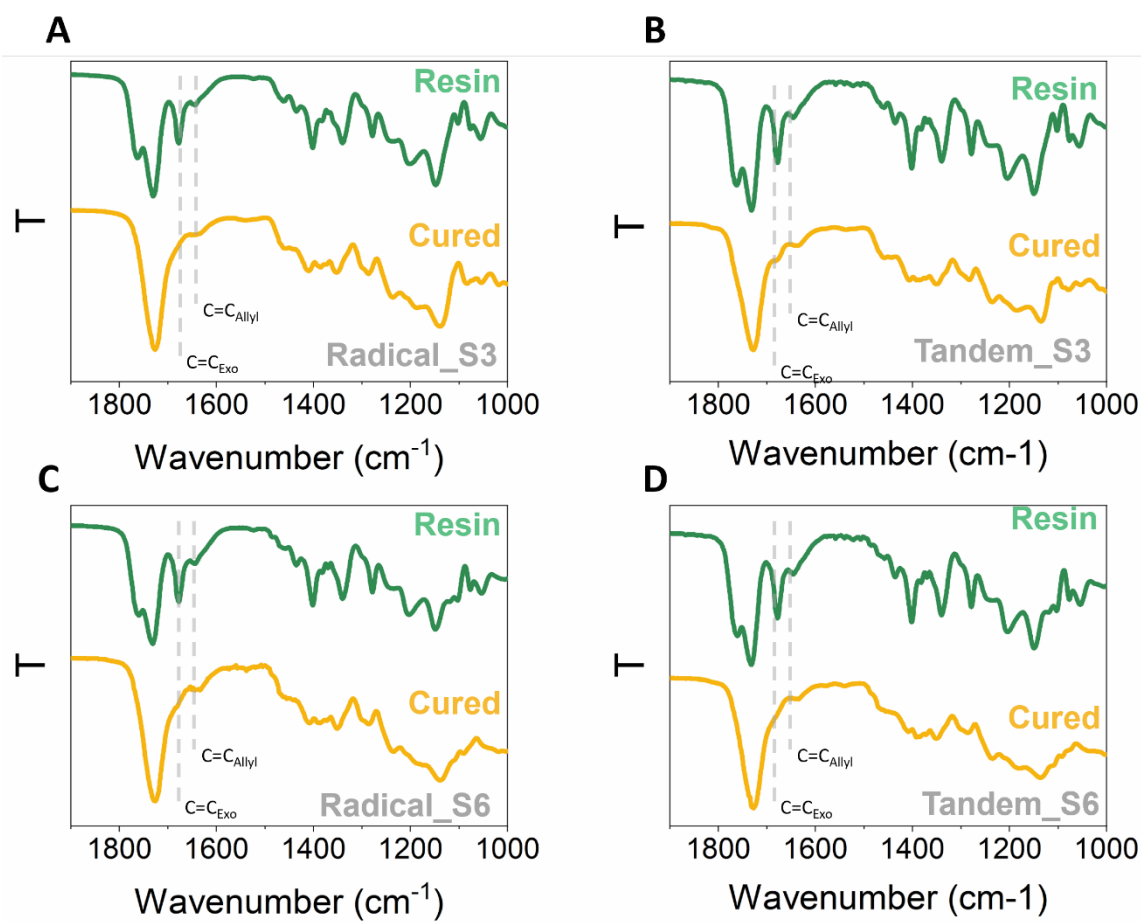 A
Resin
Cured
C=C_Allyl
C=C_Exo
Radical_S3
T
1800 1600 1400 1200 1000
Wavenumber (cm⁻¹)
B
Resin
Cured
C=C_Allyl
C=C_Exo
Tandem_S3
T
1800 1600 1400 1200 1000
Wavenumber (cm-1)
C
Resin
Cured
C=C_Allyl
C=C_Exo
Radical_S6
T
1800 1600 1400 1200 1000
Wavenumber (cm⁻¹)
D
Resin
Cured
C=C_Allyl
C=C_Exo
Tandem_S6
T
1800 1600 1400 1200 1000
Wavenumber (cm-1)